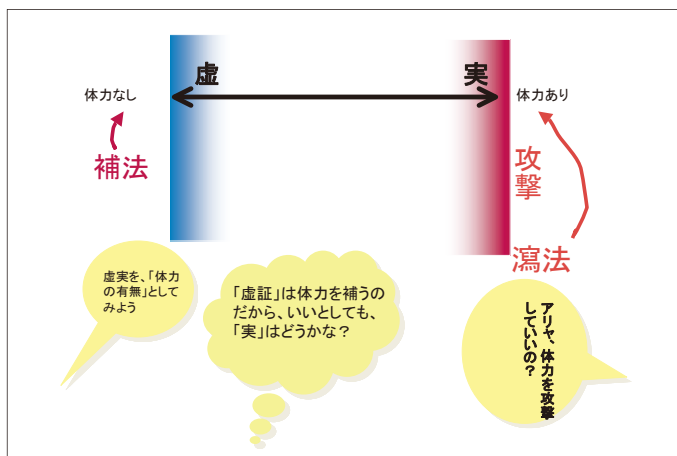 虚
実
体力なし
体力あり
補法
攻撃
瀉法
虚実を、「体力
の有無」として
みよう
「虚証」は体力を補うの
だから、いいとしても、
「実」はどうかな？
アリャ、体力を攻撃
していいの？